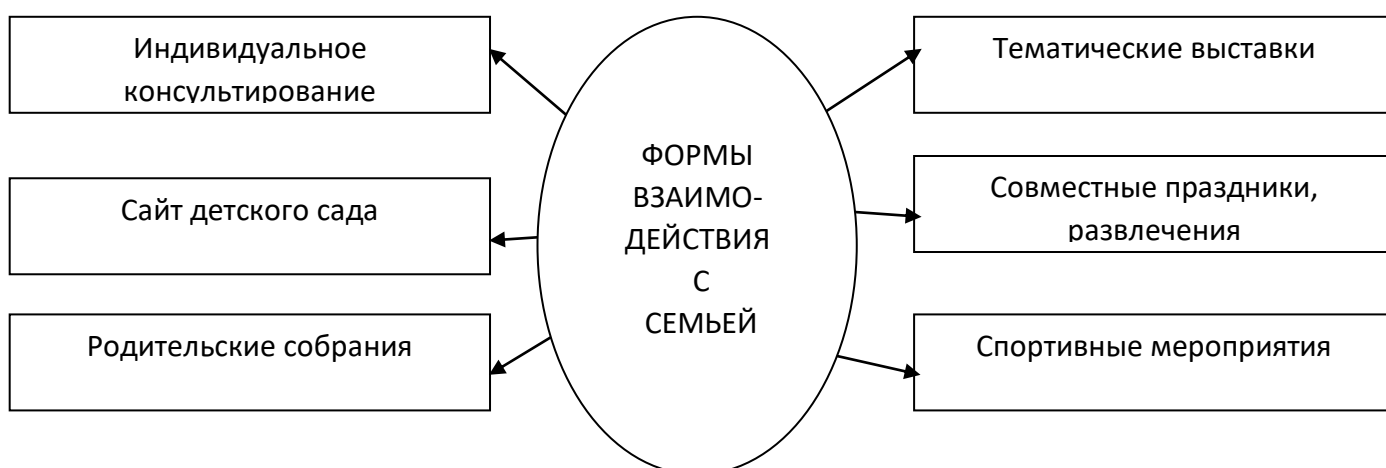 Индивидуальное
консультирование
Сайт детского сада
Родительские собрания
ФОРМЫ
ВЗАИМО-
ДЕЙСТВИЯ
С
СЕМЬЕЙ
Тематические выставки
Совместные праздники,
развлечения
Спортивные мероприятия